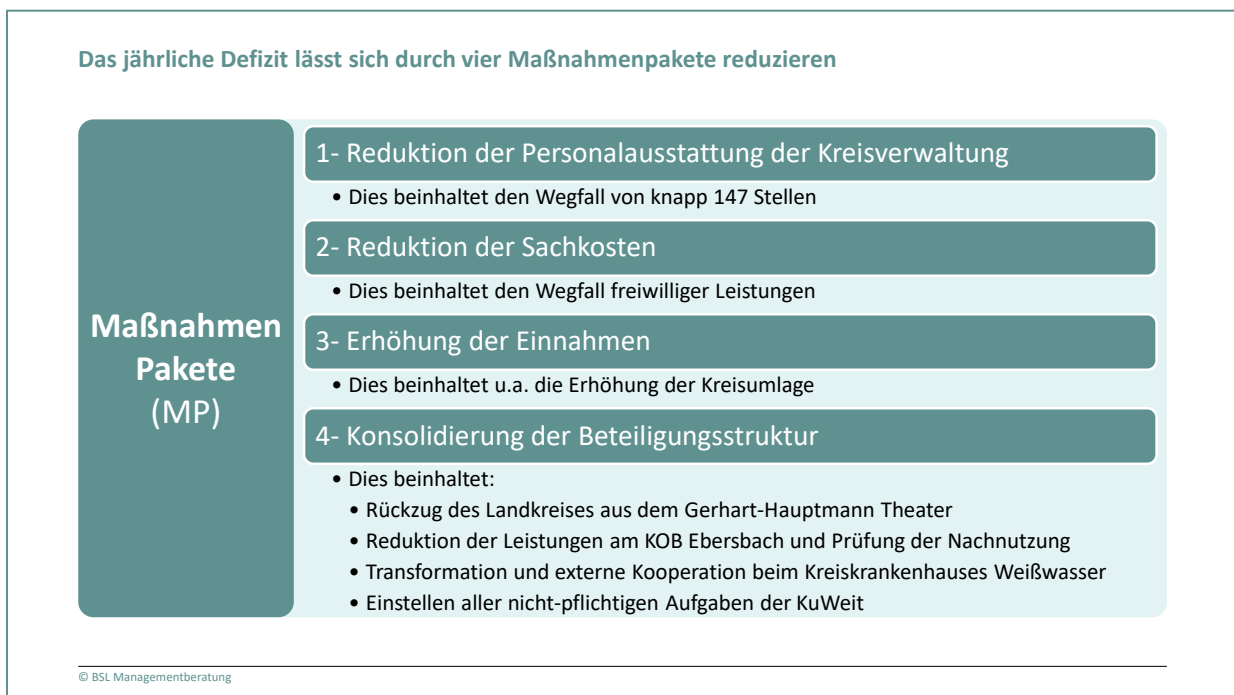 Das jährliche Defizit lässt sich durch vier Maßnahmenpakete reduzieren
Maßnahmen
Pakete
(MP)
1- Reduktion der Personalausstattung der Kreisverwaltung
• Dies beinhaltet den Wegfall von knapp 147 Stellen
2- Reduktion der Sachkosten
• Dies beinhaltet den Wegfall freiwilliger Leistungen
3- Erhöhung der Einnahmen
• Dies beinhaltet u.a. die Erhöhung der Kreisumlage
4- Konsolidierung der Beteiligungsstruktur
• Dies beinhaltet:
• Rückzug des Landkreises aus dem Gerhart-Hauptmann Theater
• Reduktion der Leistungen am KOB Ebersbach und Prüfung der Nachnutzung
• Transformation und externe Kooperation beim Kreiskrankenhauses Weißwasser
• Einstellen aller nicht-pflichtigen Aufgaben der KuWeit
© BSL Managementberatung